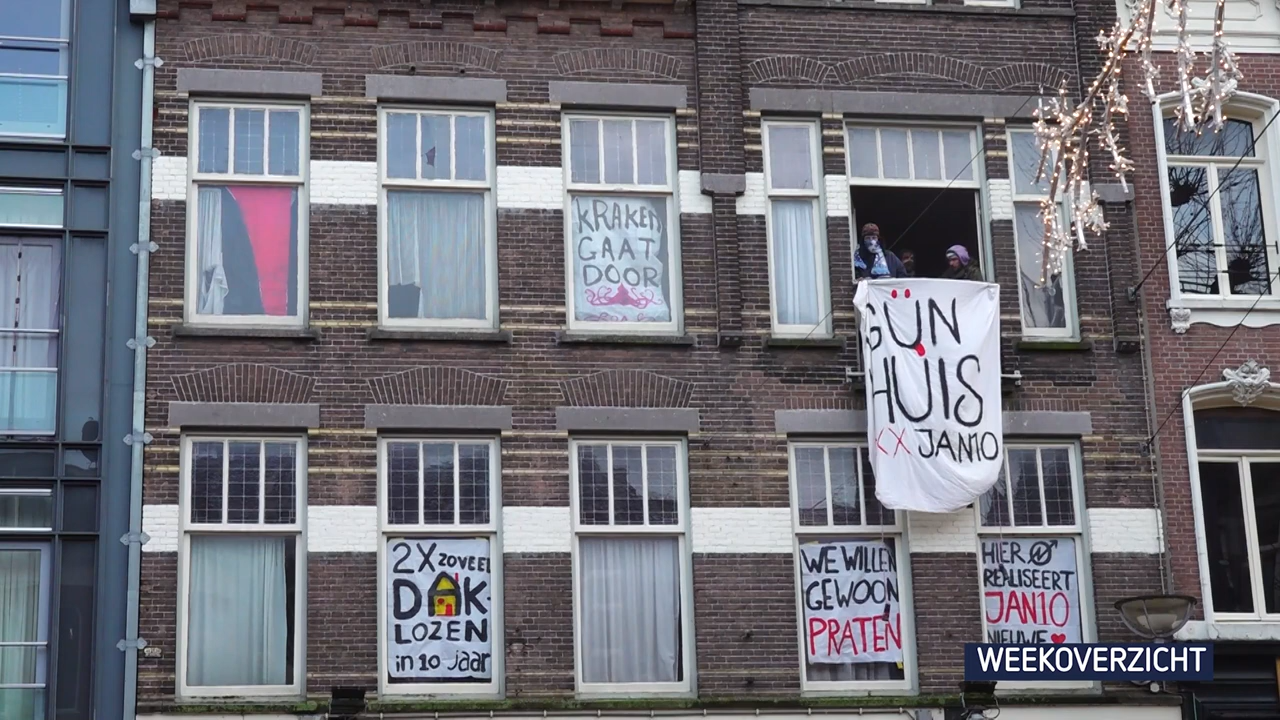 KRAKEN
GAAT
DOOR
GÜN
HUIS
XX JAN10
2X ZOVEEL
DAK-
LOZEN
in 10 jaar
WE WILLEN
GEWOON
PRATEN
HIER
REALISEERT
JAN10
NIEUWE
WEEKOVERZICHT